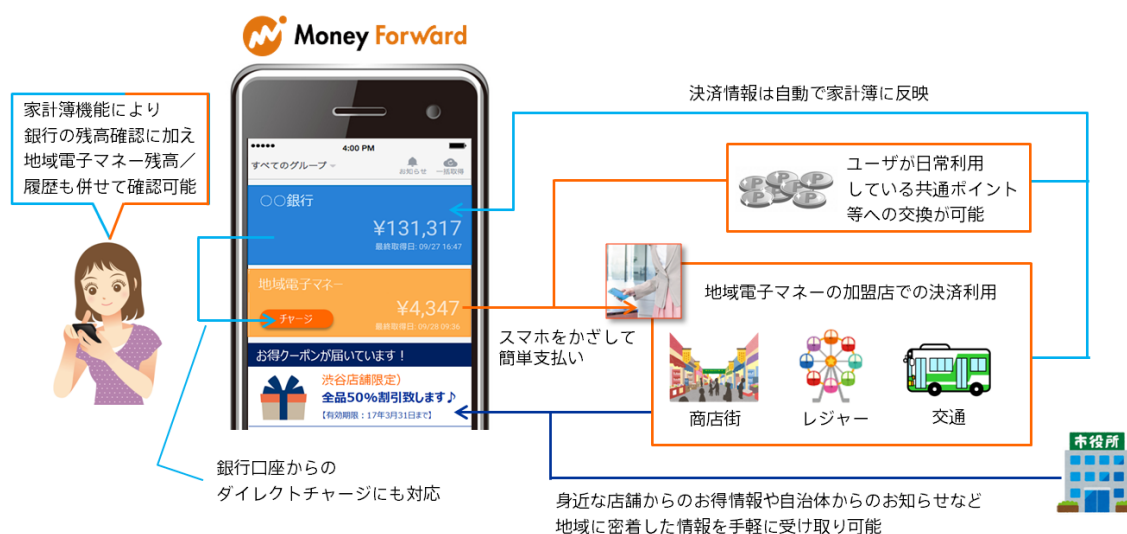 Money Forward
家計簿機能により
銀行の残高確認に加え
地域電子マネー残高／
履歴も併せて確認可能
4:00 PM
すべてのグループ
お知らせ
一括取得
〇〇銀行
¥131,317
最終取得日: 09/27 16:47
地域電子マネー
¥4,347
チャージ
最終取得日: 09/28 09:36
お得クーポンが届いています！
渋谷店舗限定）
全品50%割引致します♪
【有効期限：17年3月31日まで】
決済情報は自動で家計簿に反映
P P P P P P
ユーザが日常利用
している共通ポイント
等への交換が可能
地域電子マネーの加盟店での決済利用
スマホをかざして
簡単支払い
商店街
レジャー
交通
市役所
銀行口座からの
ダイレクトチャージにも対応
身近な店舗からのお得情報や自治体からのお知らせなど
地域に密着した情報を手軽に受け取り可能